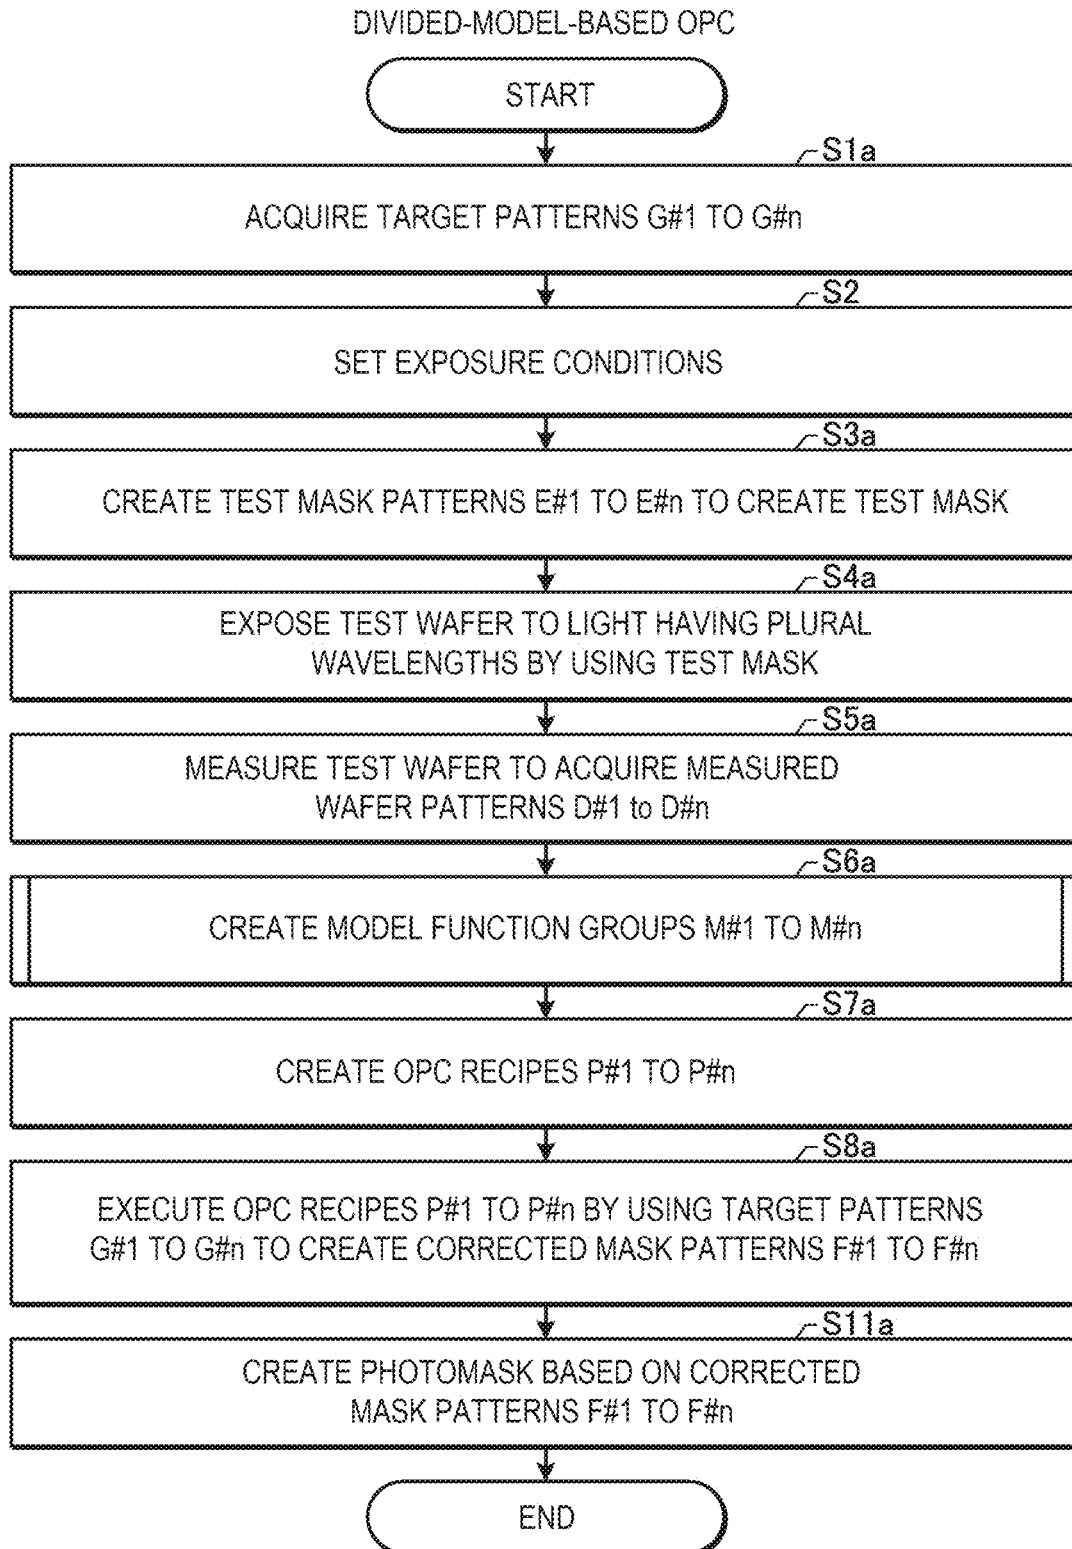 DIVIDED-MODEL-BASED OPC
START
S1a
ACQUIRE TARGET PATTERNS G#1 TO G#n
S2
SET EXPOSURE CONDITIONS
S3a
CREATE TEST MASK PATTERNS E#1 TO E#n TO CREATE TEST MASK
S4a
EXPOSE TEST WAFER TO LIGHT HAVING PLURAL
WAVELENGTHS BY USING TEST MASK
S5a
MEASURE TEST WAFER TO ACQUIRE MEASURED
WAFER PATTERNS D#1 to D#n
S6a
CREATE MODEL FUNCTION GROUPS M#1 TO M#n
S7a
CREATE OPC RECIPES P#1 TO P#n
S8a
EXECUTE OPC RECIPES P#1 TO P#n BY USING TARGET PATTERNS
G#1 TO G#n TO CREATE CORRECTED MASK PATTERNS F#1 TO F#n
S11a
CREATE PHOTOMASK BASED ON CORRECTED
MASK PATTERNS F#1 TO F#n
END